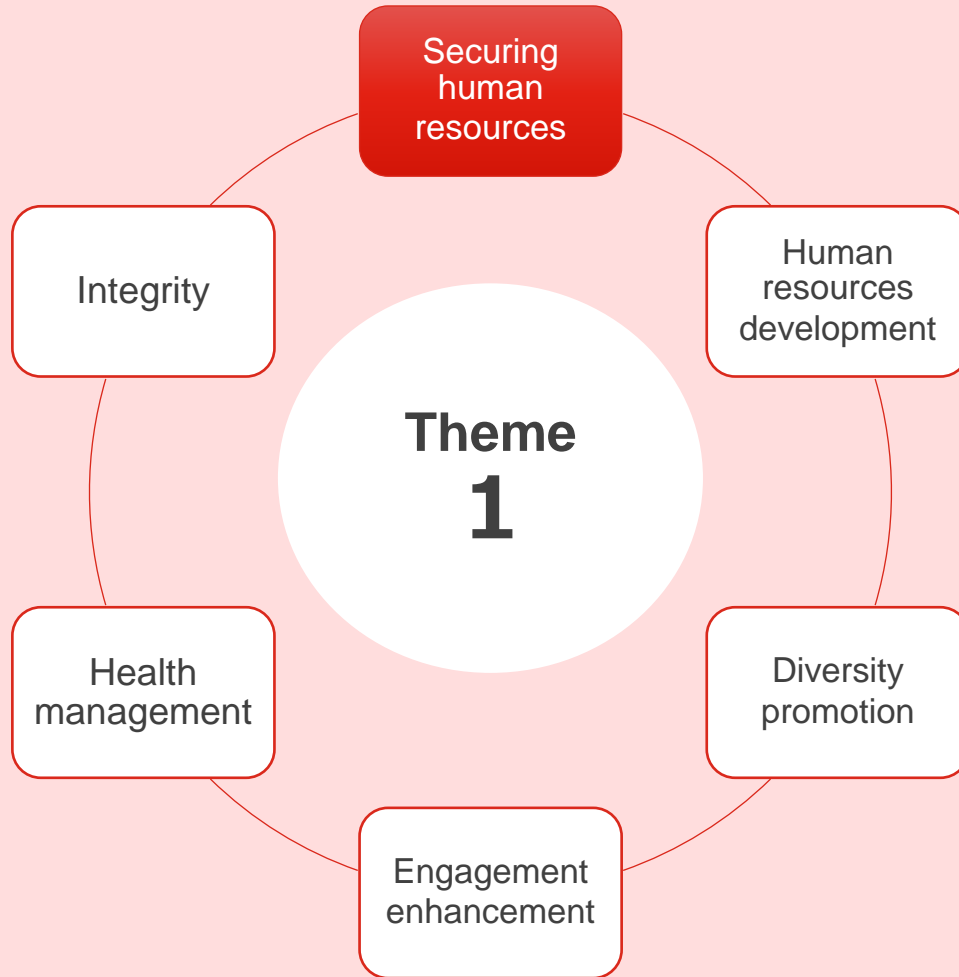 Securing
human
resources
Human
resources
development
Diversity
promotion
Engagement
enhancement
Health
management
Integrity
Theme
1